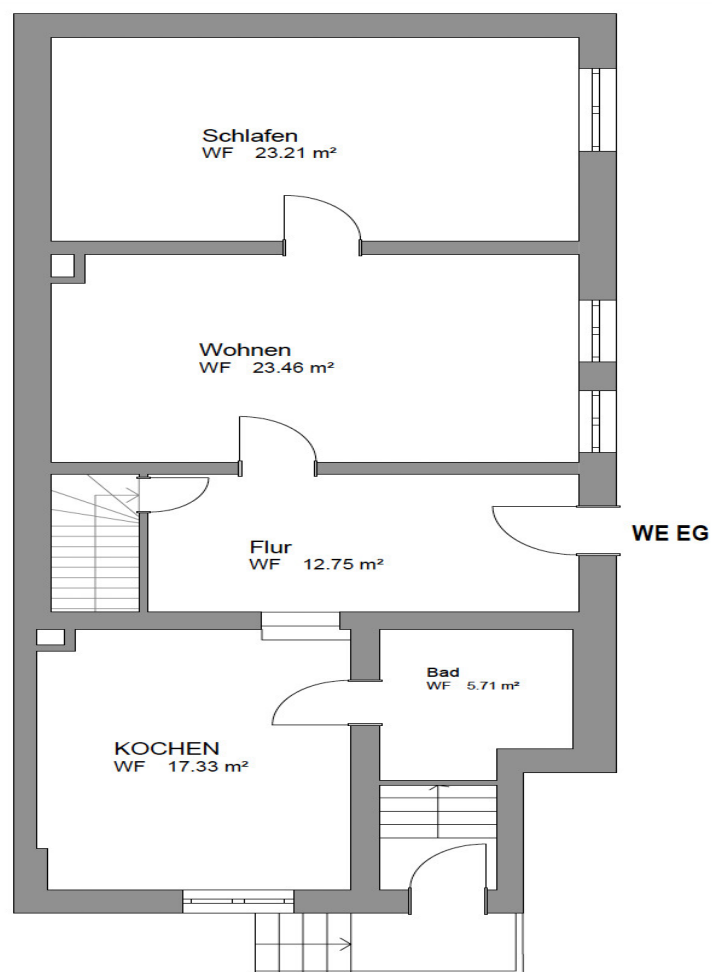 Schlafen
WF 23.21 m²
Wohnen
WF 23.46 m²
WE EG
Flur
WF 12.75 m²
Bad
WF 5.71 m²
KOCHEN
WF 17.33 m²